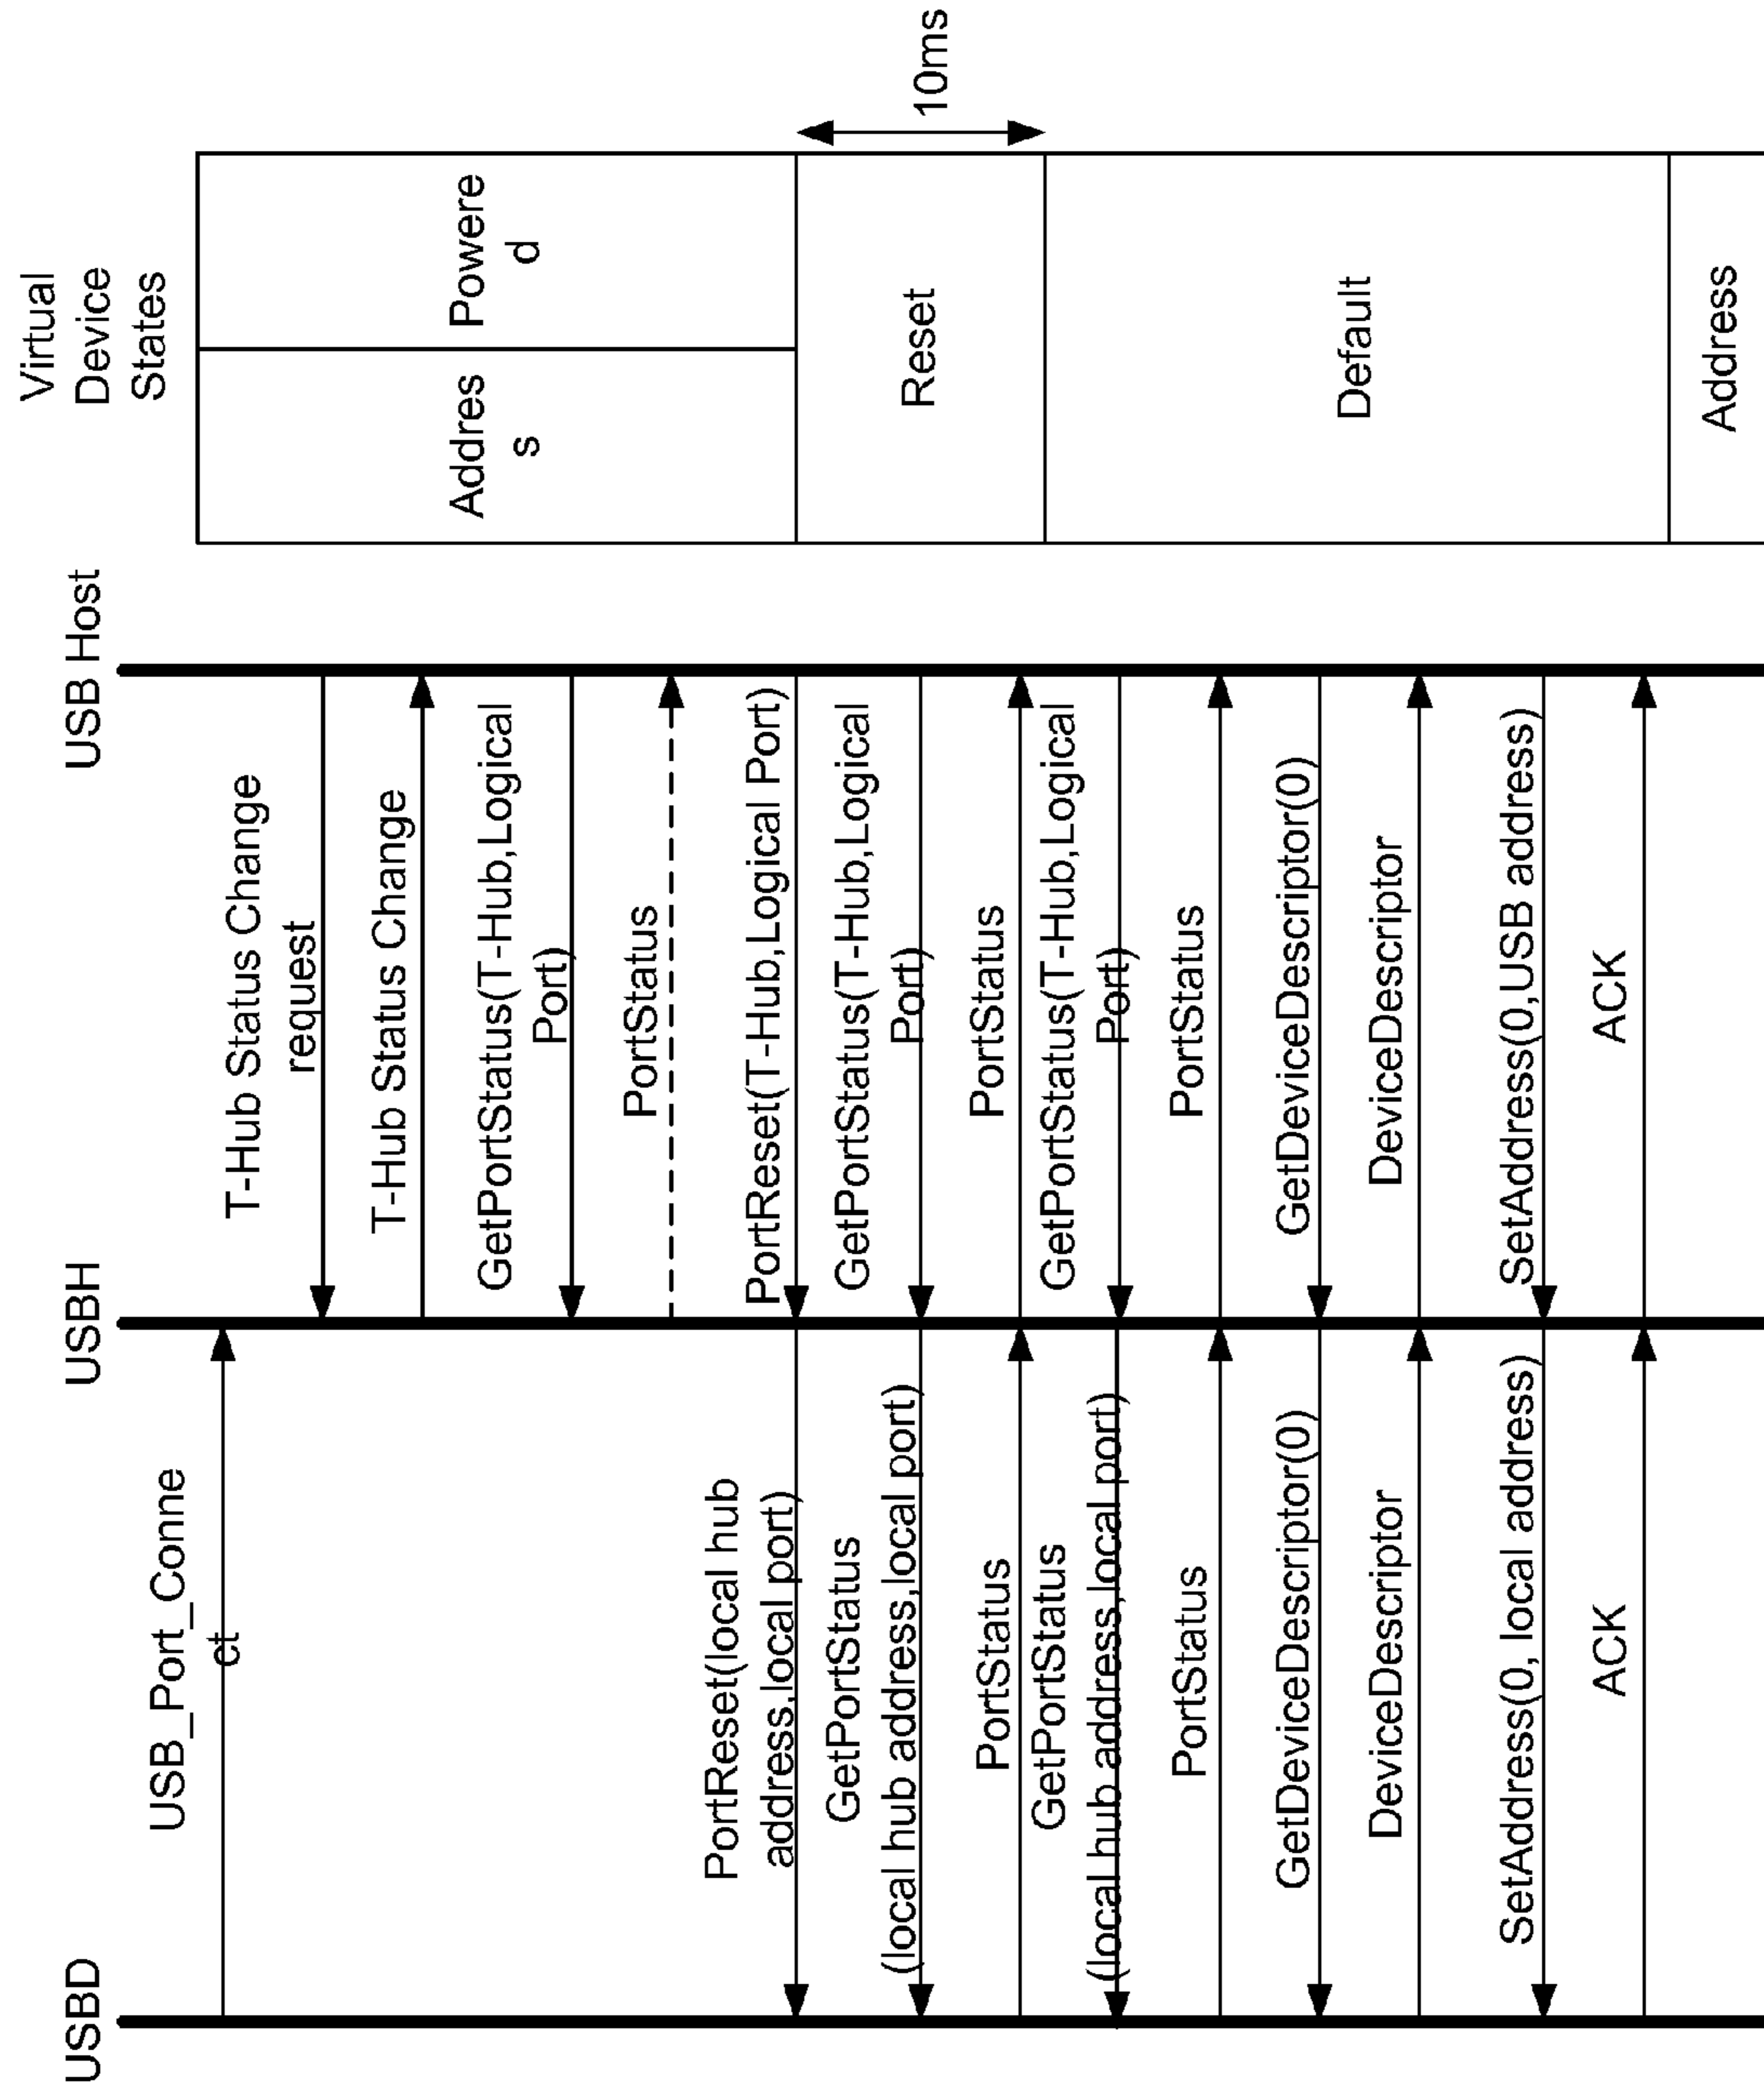 USBD
USBH
USB Host
Virtual
Device
States
USB_Port_Conne
ct
T-Hub Status Change
request
T-Hub Status Change
GetPortStatus(T-Hub,Logical
Port)
PortStatus
PortReset(local hub
address,local port)
PortReset(T-Hub,Logical Port)
GetPortStatus
(local hub address,local port)
GetPortStatus(T-Hub,Logical
Port)
PortStatus
PortStatus
GetPortStatus
(local hub address,local port)
GetPortStatus(T-Hub,Logical
Port)
PortStatus
PortStatus
GetDeviceDescriptor(0)
GetDeviceDescriptor(0)
DeviceDescriptor
DeviceDescriptor
SetAddress(0, local address)
SetAddress(0,USB address)
ACK
ACK
Addres
s
Powere
d
Reset
10ms
Default
Address